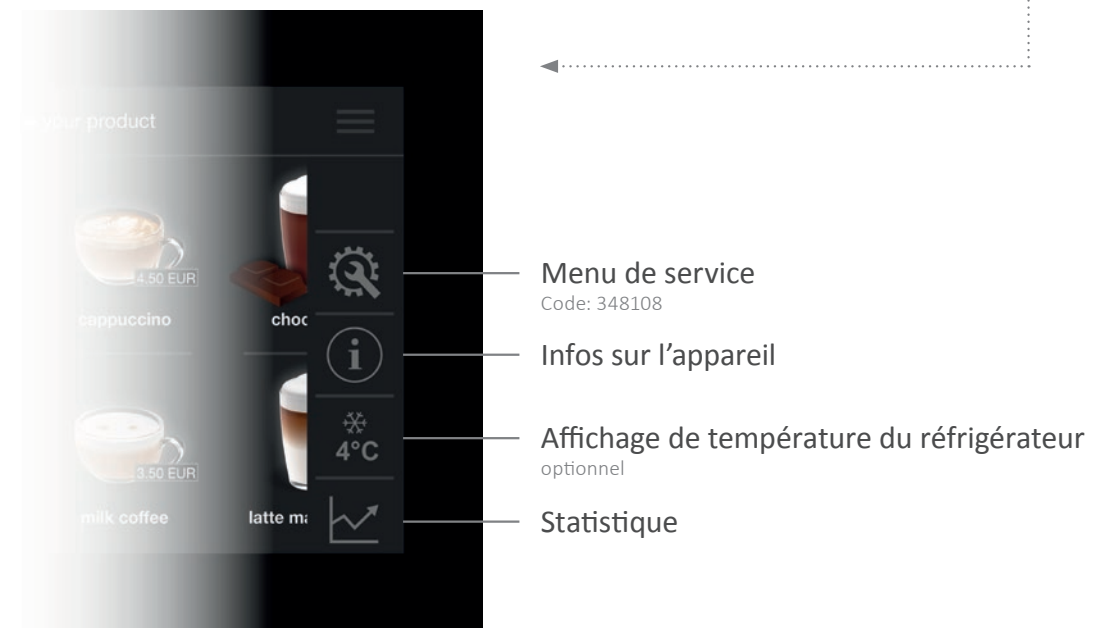 your product
4.50 EUR
cappuccino
choc
4°C
3.50 EUR
milk coffee
latte ma
Menu de service
Code: 348108
Infos sur l’appareil
Affichage de température du réfrigérateur
optionnel
Statistique